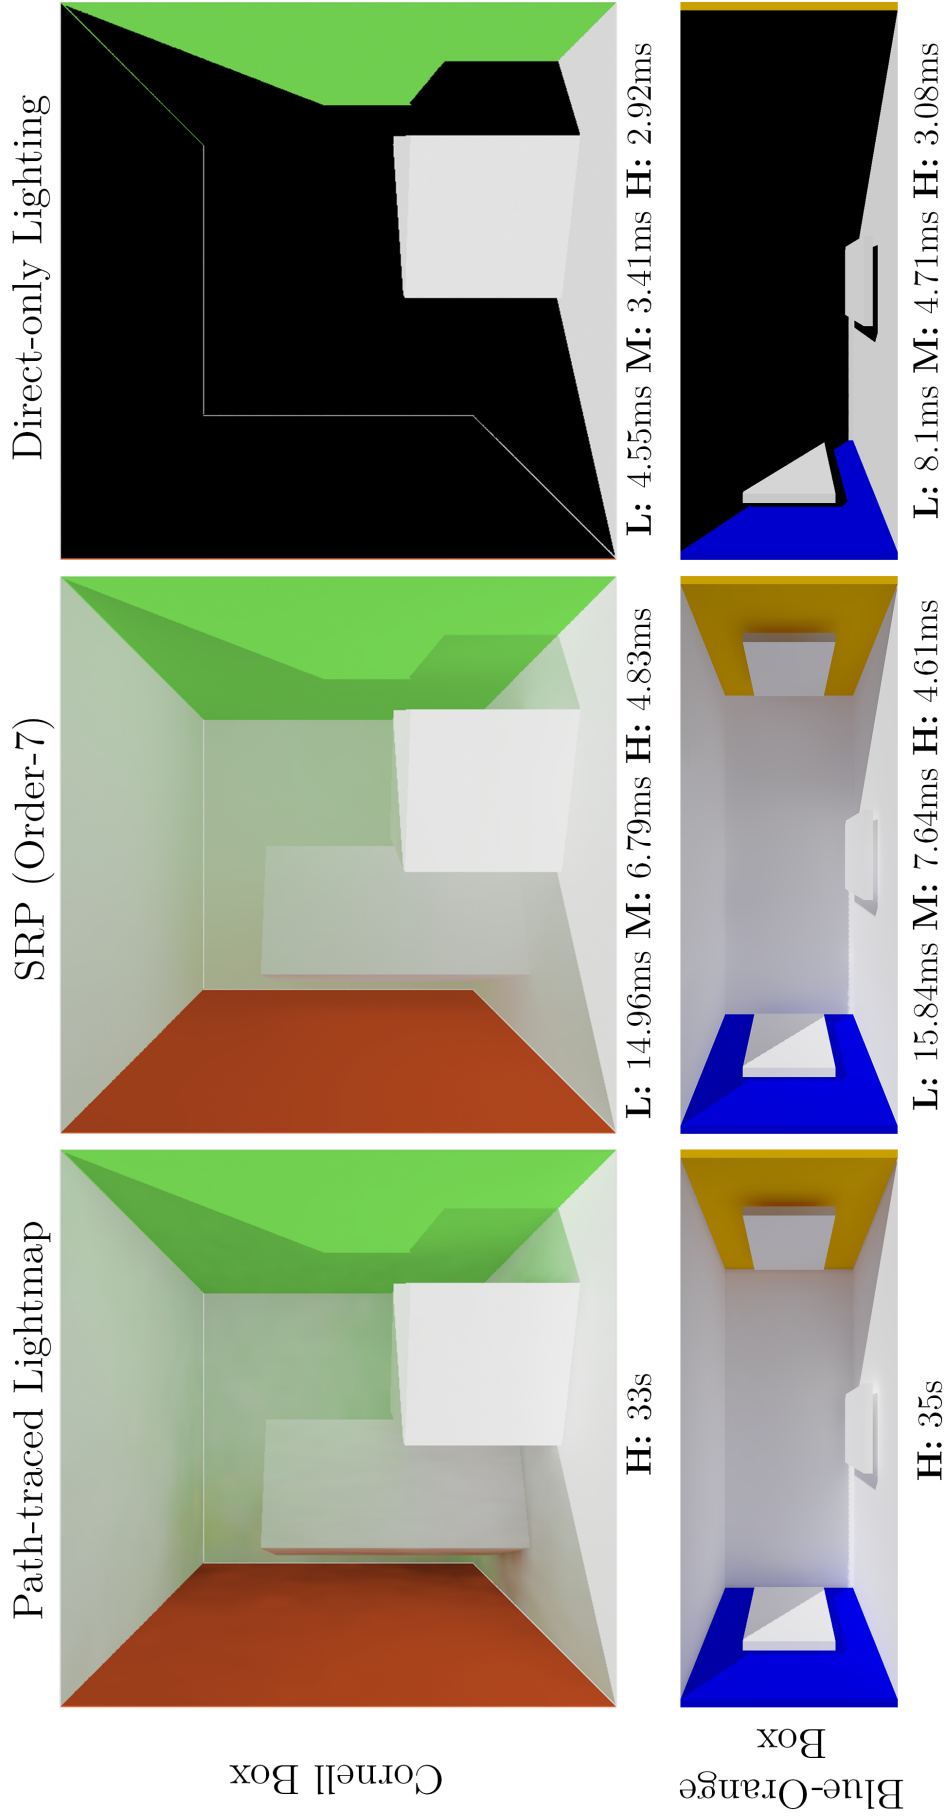 Path-traced Lightmap
SRP (Order-7)
Direct-only Lighting
Cornell Box
H: 33s
L: 14.96ms M: 6.79ms H: 4.83ms
L: 4.55ms M: 3.41ms H: 2.92ms
Blue-Orange
Box
H: 35s
L: 15.84ms M: 7.64ms H: 4.61ms
L: 8.1ms M: 4.71ms H: 3.08ms